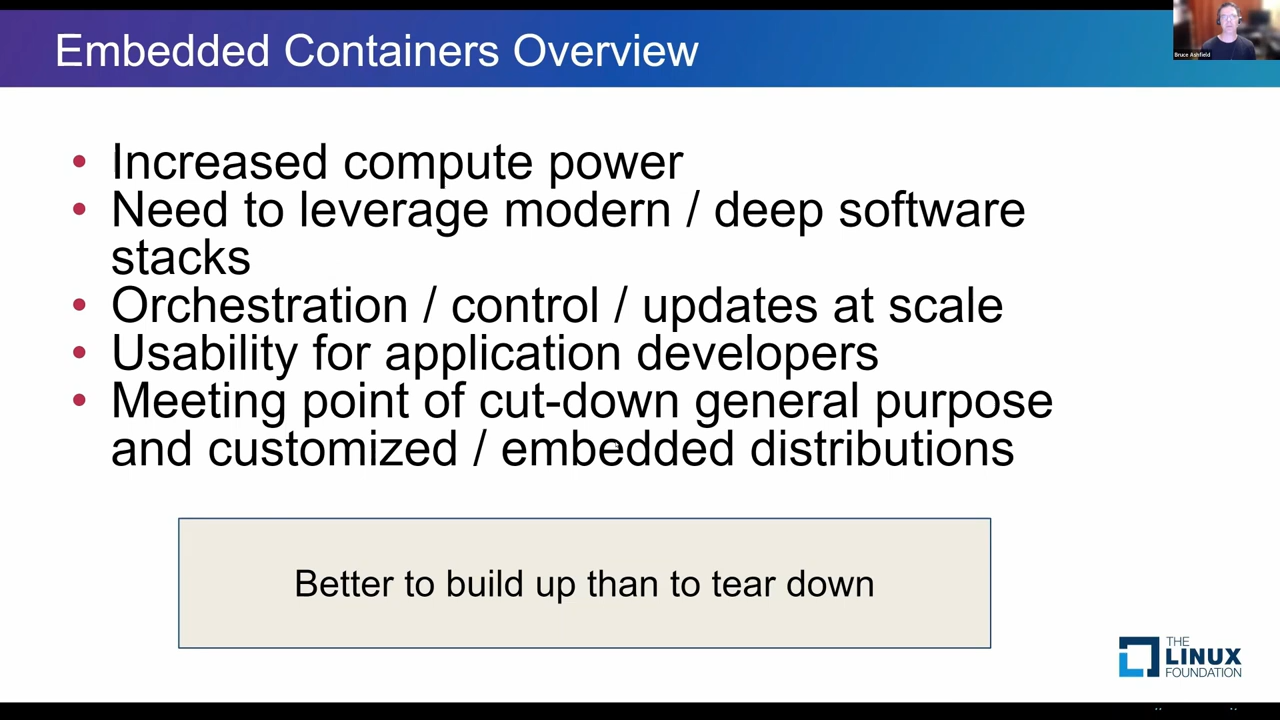 Embedded Containers Overview
Bruce Ashfield
• Increased compute power
• Need to leverage modern / deep software
stacks
• Orchestration / control / updates at scale
• Usability for application developers
• Meeting point of cut-down general purpose
and customized / embedded distributions
Better to build up than to tear down
THE
LINUX
FOUNDATION